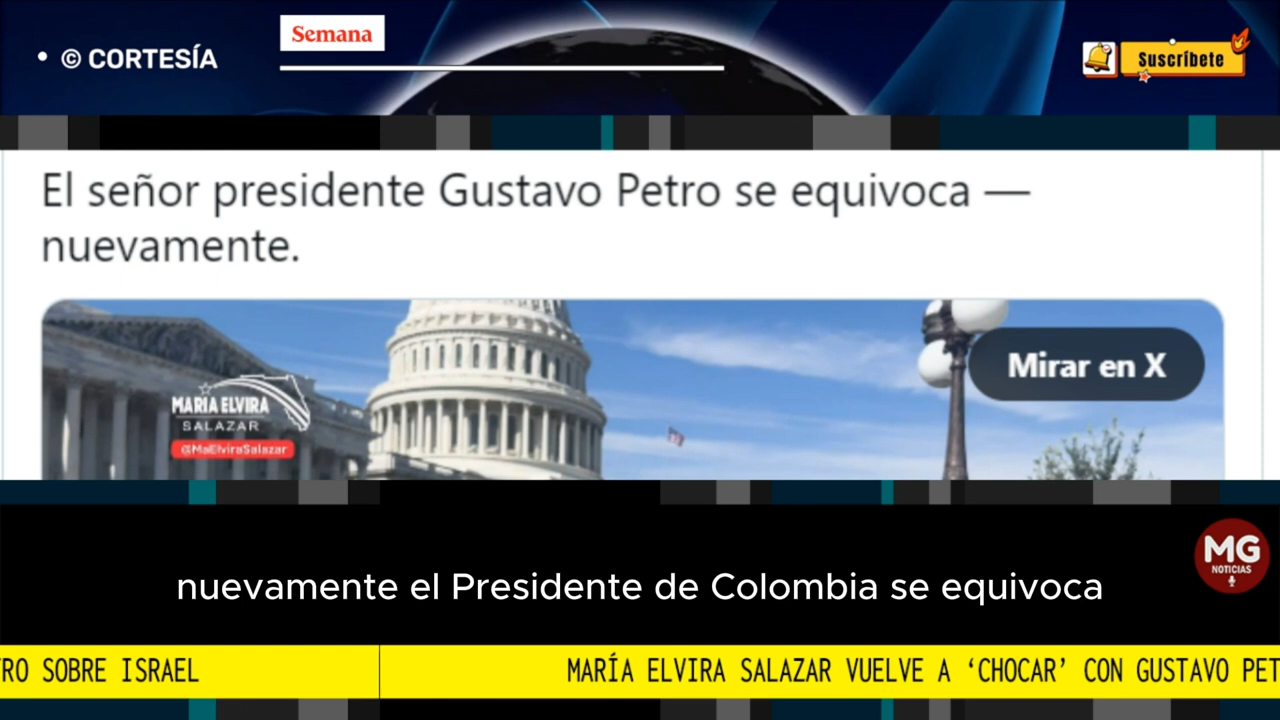 • © CORTESÍA
Semana
Suscríbete
El señor presidente Gustavo Petro se equivoca —
nuevamente.
Mirar en X
MARÍA ELVIRA
SALAZAR
@MaElviraSalazar
MG
NOTICIAS
nuevamente el Presidente de Colombia se equivoca
RO SOBRE ISRAEL
MARÍA ELVIRA SALAZAR VUELVE A ‘CHOCAR’ CON GUSTAVO PET